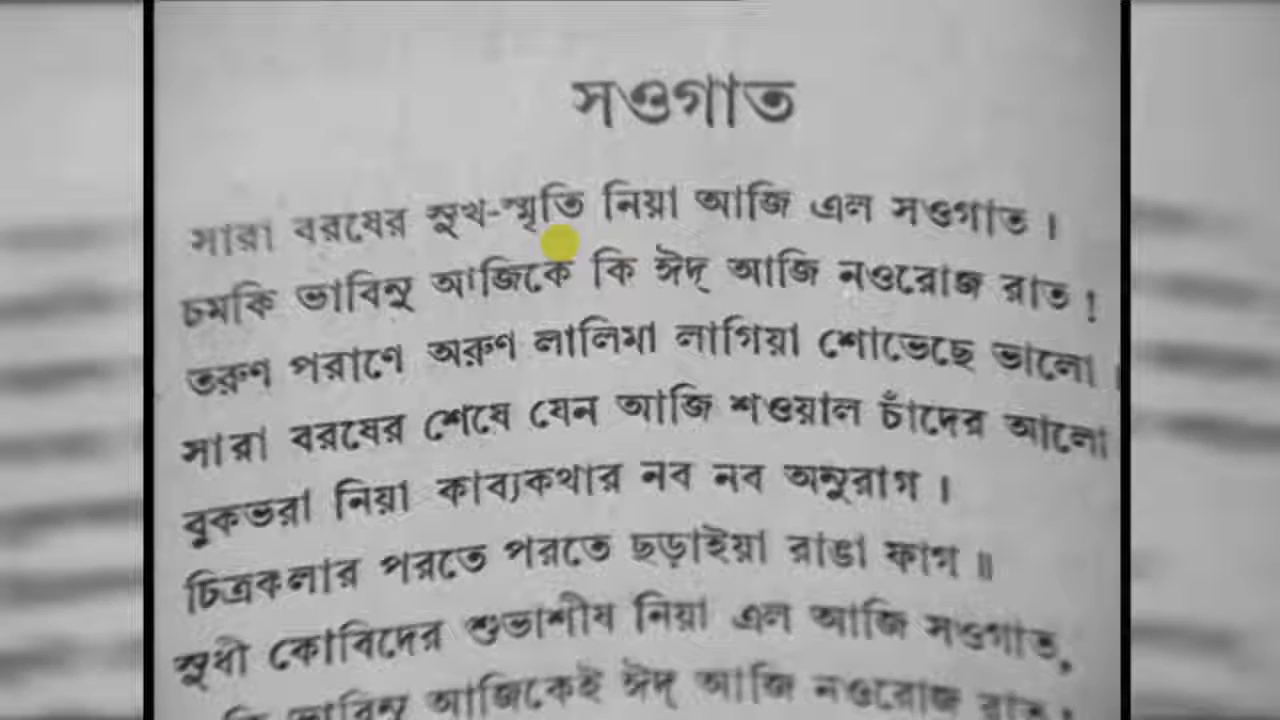 সওগাত
সারা বরষের সুখ-স্মৃতি নিয়া আজি এল সওগাত ।
চমকি ভাবিনু আজিকে কি ঈদ্ আজি নওরোজ রাত !
তরুণ পরাণে অরুণ লালিমা লাগিয়া শোভেছে ভালো ।
সারা বরষের শেষে যেন আজি শওয়াল চাঁদের আলো
বুকভরা নিয়া কাব্যকথার নব নব অনুরাগ ।
চিত্রকলার পরতে পরতে ছড়াইয়া রাঙা ফাগ ॥
সুধী কোবিদের শুভাশীষ নিয়া এল আজি সওগাত,
ভাবিনু আজিকেই ঈদ্ আজি নওরোজ রাত